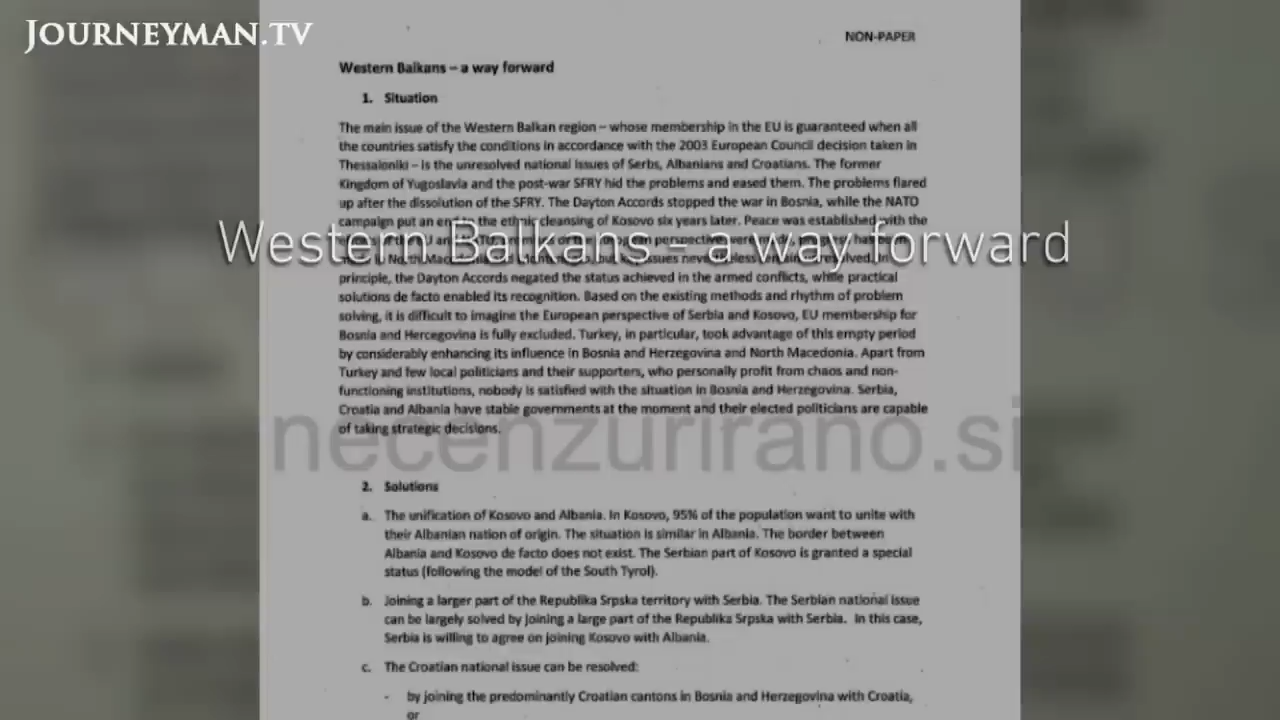 JOURNEYMAN.TV
NON-PAPER
Western Balkans – a way forward
1. Situation
The main issue of the Western Balkan region – whose membership in the EU is guaranteed when all
the countries satisfy the conditions in accordance with the 2003 European Council decision taken in
Thessaloniki – is the unresolved national issues of Serbs, Albanians and Croatians. The former
Kingdom of Yugoslavia and the post-war SFRY hid the problems and eased them. The problems flared
up after the dissolution of the SFRY. The Dayton Accords stopped the war in Bosnia, while the NATO
campaign put an end to the ethnic cleansing of Kosovo six years later. Peace was established with the
Western Balkans - a way forward
perspective
in North issues nevertheless
principle, the Dayton Accords negated the status achieved in the armed conflicts, while practical
solutions de facto enabled its recognition. Based on the existing methods and rhythm of problem
solving, it is difficult to imagine the European perspective of Serbia and Kosovo, EU membership for
Bosnia and Hercegovina is fully excluded. Turkey, in particular, took advantage of this empty period
by considerably enhancing its influence in Bosnia and Herzegovina and North Macedonia. Apart from
Turkey and few local politicians and their supporters, who personally profit from chaos and non-
functioning institutions, nobody is satisfied with the situation in Bosnia and Herzegovina. Serbia,
Croatia and Albania have stable governments at the moment and their elected politicians are capable
of taking strategic decisions.
necenzurirano.si
2. Solutions
a. The unification of Kosovo and Albania. In Kosovo, 95% of the population want to unite with
their Albanian nation of origin. The situation is similar in Albania. The border between
Albania and Kosovo de facto does not exist. The Serbian part of Kosovo is granted a special
status (following the model of the South Tyrol).
b. Joining a larger part of the Republika Srpska territory with Serbia. The Serbian national issue
can be largely solved by joining a large part of the Republika Srpska with Serbia. In this case,
Serbia is willing to agree on joining Kosovo with Albania.
c. The Croatian national issue can be resolved:
- by joining the predominantly Croatian cantons in Bosnia and Herzegovina with Croatia,
or